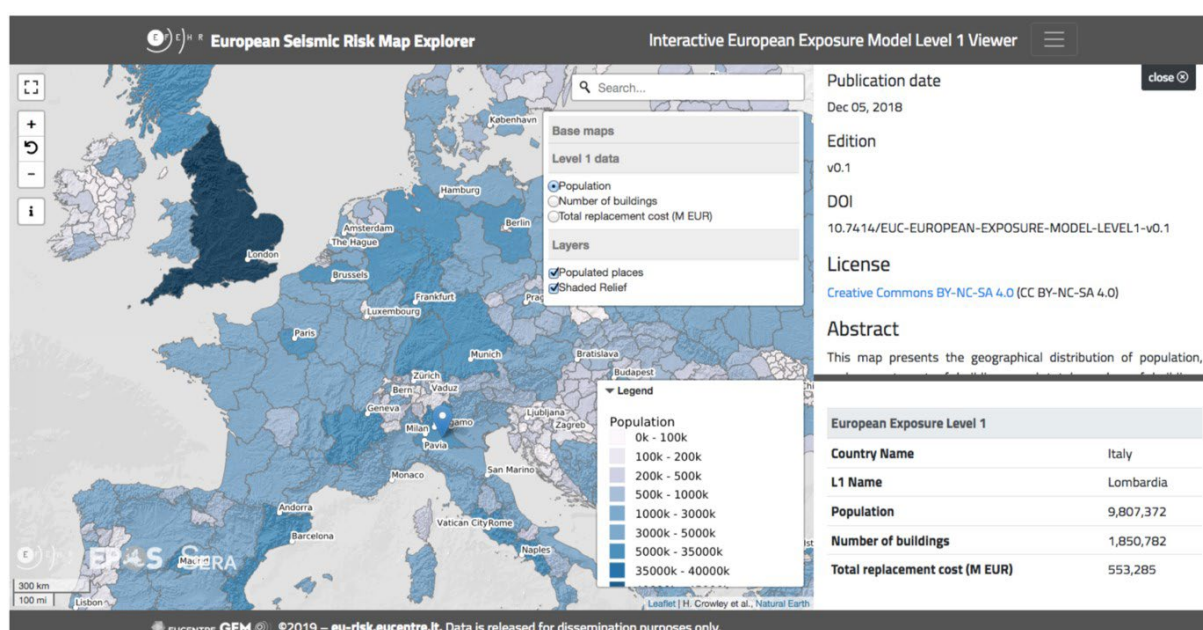 EFEHR European Seismic Risk Map Explorer
Interactive European Exposure Model Level 1 Viewer
+
-
i
Search...
Base maps
Level 1 data
Population
Number of buildings
Total replacement cost (M EUR)
Layers
Populated places
Shaded Relief
København
Hamburg
Amsterdam
The Hague
Berlin
London
Brussels
Frankfurt
Prag
Luxembourg
Paris
Munich
Bratislava
Budapest
Zürich
Bern
Vaduz
Geneva
Ljubljana
Zagreb
Milan
gamo
Pavia
Monaco
San Marino
Andorra
Barcelona
Vatican City
Rome
Naples
Madrid
Lisbon
Legend
Population
0k - 100k
100k - 200k
200k - 500k
500k - 1000k
1000k - 3000k
3000k - 5000k
5000k - 35000k
35000k - 40000k
EPOS SERA
300 km
100 mi
Leaflet | H. Crowley et al., Natural Earth
close
Publication date
Dec 05, 2018
Edition
v0.1
DOI
10.7414/EUC-EUROPEAN-EXPOSURE-MODEL-LEVEL1-v0.1
License
Creative Commons BY-NC-SA 4.0 (CC BY-NC-SA 4.0)
Abstract
This map presents the geographical distribution of population,
European Exposure Level 1
Country Name Italy
L1 Name Lombardia
Population 9,807,372
Number of buildings 1,850,782
Total replacement cost (M EUR) 553,285
EUCENTRE GEM ©2019 – eu-risk.eucentre.it. Data is released for dissemination purposes only.